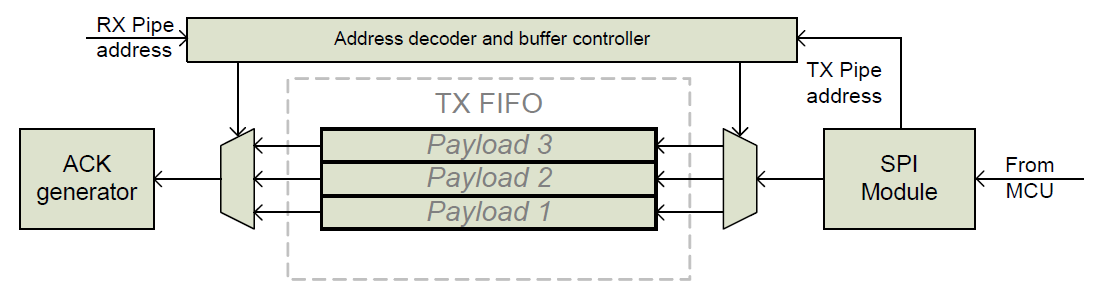 RX Pipe
address
Address decoder and buffer controller
TX Pipe
address
TX FIFO
ACK
generator
Payload 3
Payload 2
Payload 1
SPI
Module
From
MCU